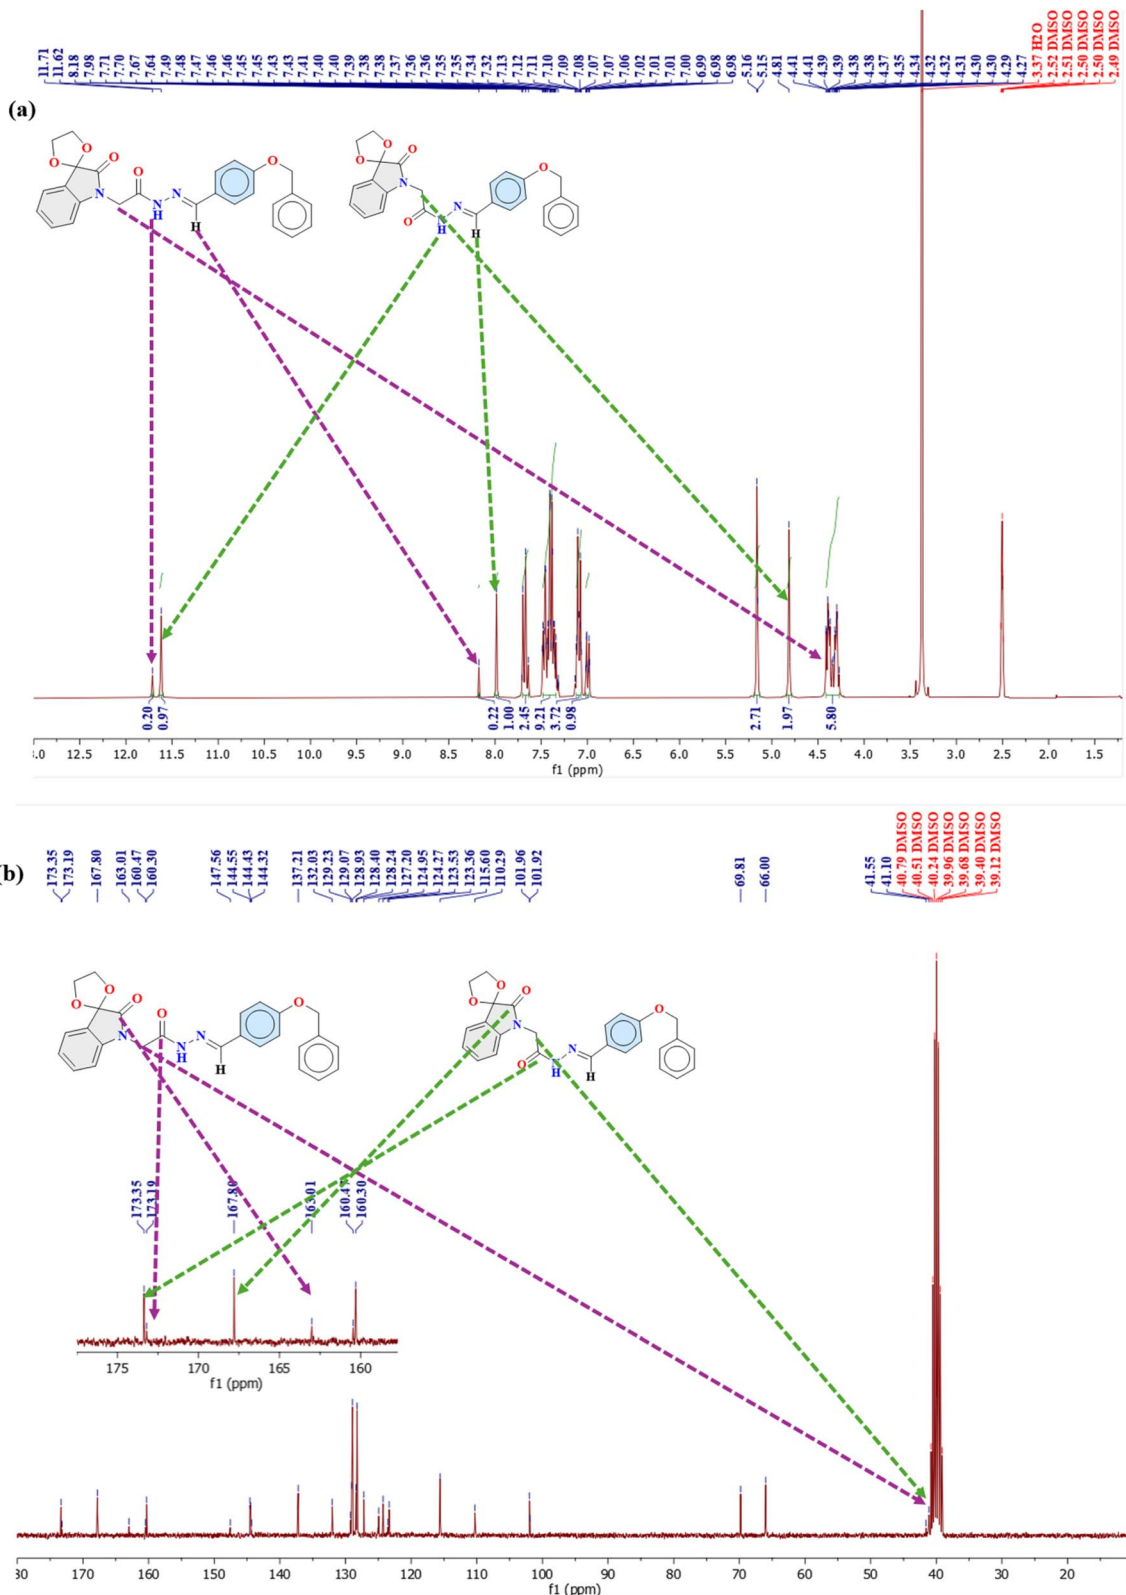 11.71 11.62 8.18 7.98 7.71 7.70 7.67 7.64 7.49 7.48 7.47 7.46 7.46 7.45 7.45 7.43 7.43 7.41 7.40 7.40 7.39 7.38 7.38 7.37 7.36 7.36 7.35 7.35 7.34 7.32 7.13 7.12 7.11 7.10 7.09 7.08 7.07 7.07 7.06 7.02 7.01 7.01 7.00 6.99 6.98 6.98 5.16 5.15 4.81 4.41 4.41 4.39 4.39 4.38 4.38 4.37 4.35 4.34 4.32 4.32 4.31 4.30 4.30 4.29 4.27 3.37 H2O 2.52 DMSO 2.51 DMSO 2.50 DMSO 2.50 DMSO 2.49 DMSO
(a)
O O O O N N H N H O
O O O N O N H N H O
0.20 0.97 0.22 1.00 2.45 9.21 3.72 0.98 2.71 1.97 5.80
3.0 12.5 12.0 11.5 11.0 10.5 10.0 9.5 9.0 8.5 8.0 7.5 7.0 6.5 6.0 5.5 5.0 4.5 4.0 3.5 3.0 2.5 2.0 1.5
f1 (ppm)
173.35 173.19 167.80 163.01 160.47 160.30 147.56 144.55 144.43 144.32 137.21 132.03 129.23 129.07 128.93 128.40 128.24 127.20 124.95 124.27 123.53 123.36 115.60 110.29 101.96 101.92 69.81 66.00 41.55 41.10 40.79 DMSO 40.51 DMSO 40.24 DMSO 39.96 DMSO 39.68 DMSO 39.40 DMSO 39.12 DMSO
(b)
O O O O N N H N H O
O O O N O N H N H O
173.35 173.19 167.80 163.01 160.47 160.30
175 170 165 160
f1 (ppm)
80 170 160 150 140 130 120 110 100 90 80 70 60 50 40 30 20
f1 (ppm)